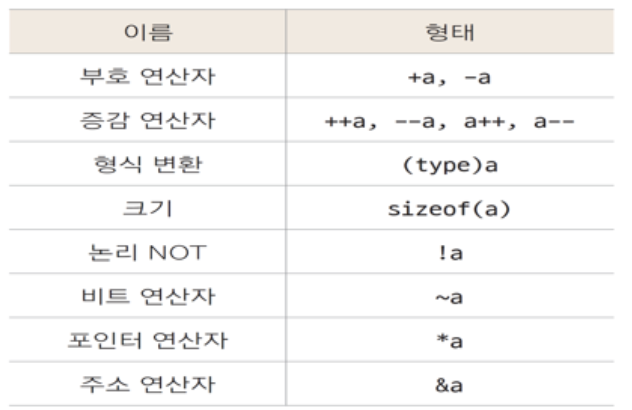 이름 형태
부호 연산자 +a, -a
증감 연산자 ++a, --a, a++, a--
형식 변환 (type)a
크기 sizeof(a)
논리 NOT !a
비트 연산자 ~a
포인터 연산자 *a
주소 연산자 &a